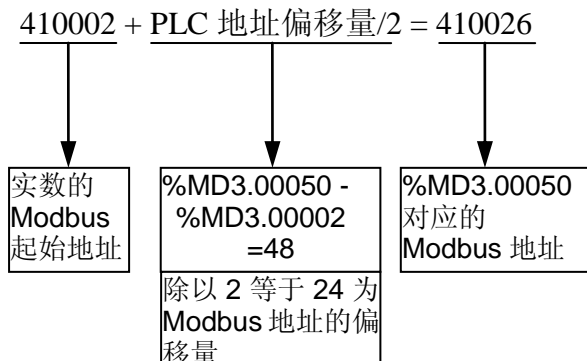 410002 + PLC 地址偏移量/2 = 410026
实数的
Modbus
起始地址
%MD3.00050 -
%MD3.00002
=48
除以 2 等于 24 为
Modbus 地址的偏
移量
%MD3.00050
对应的
Modbus 地址